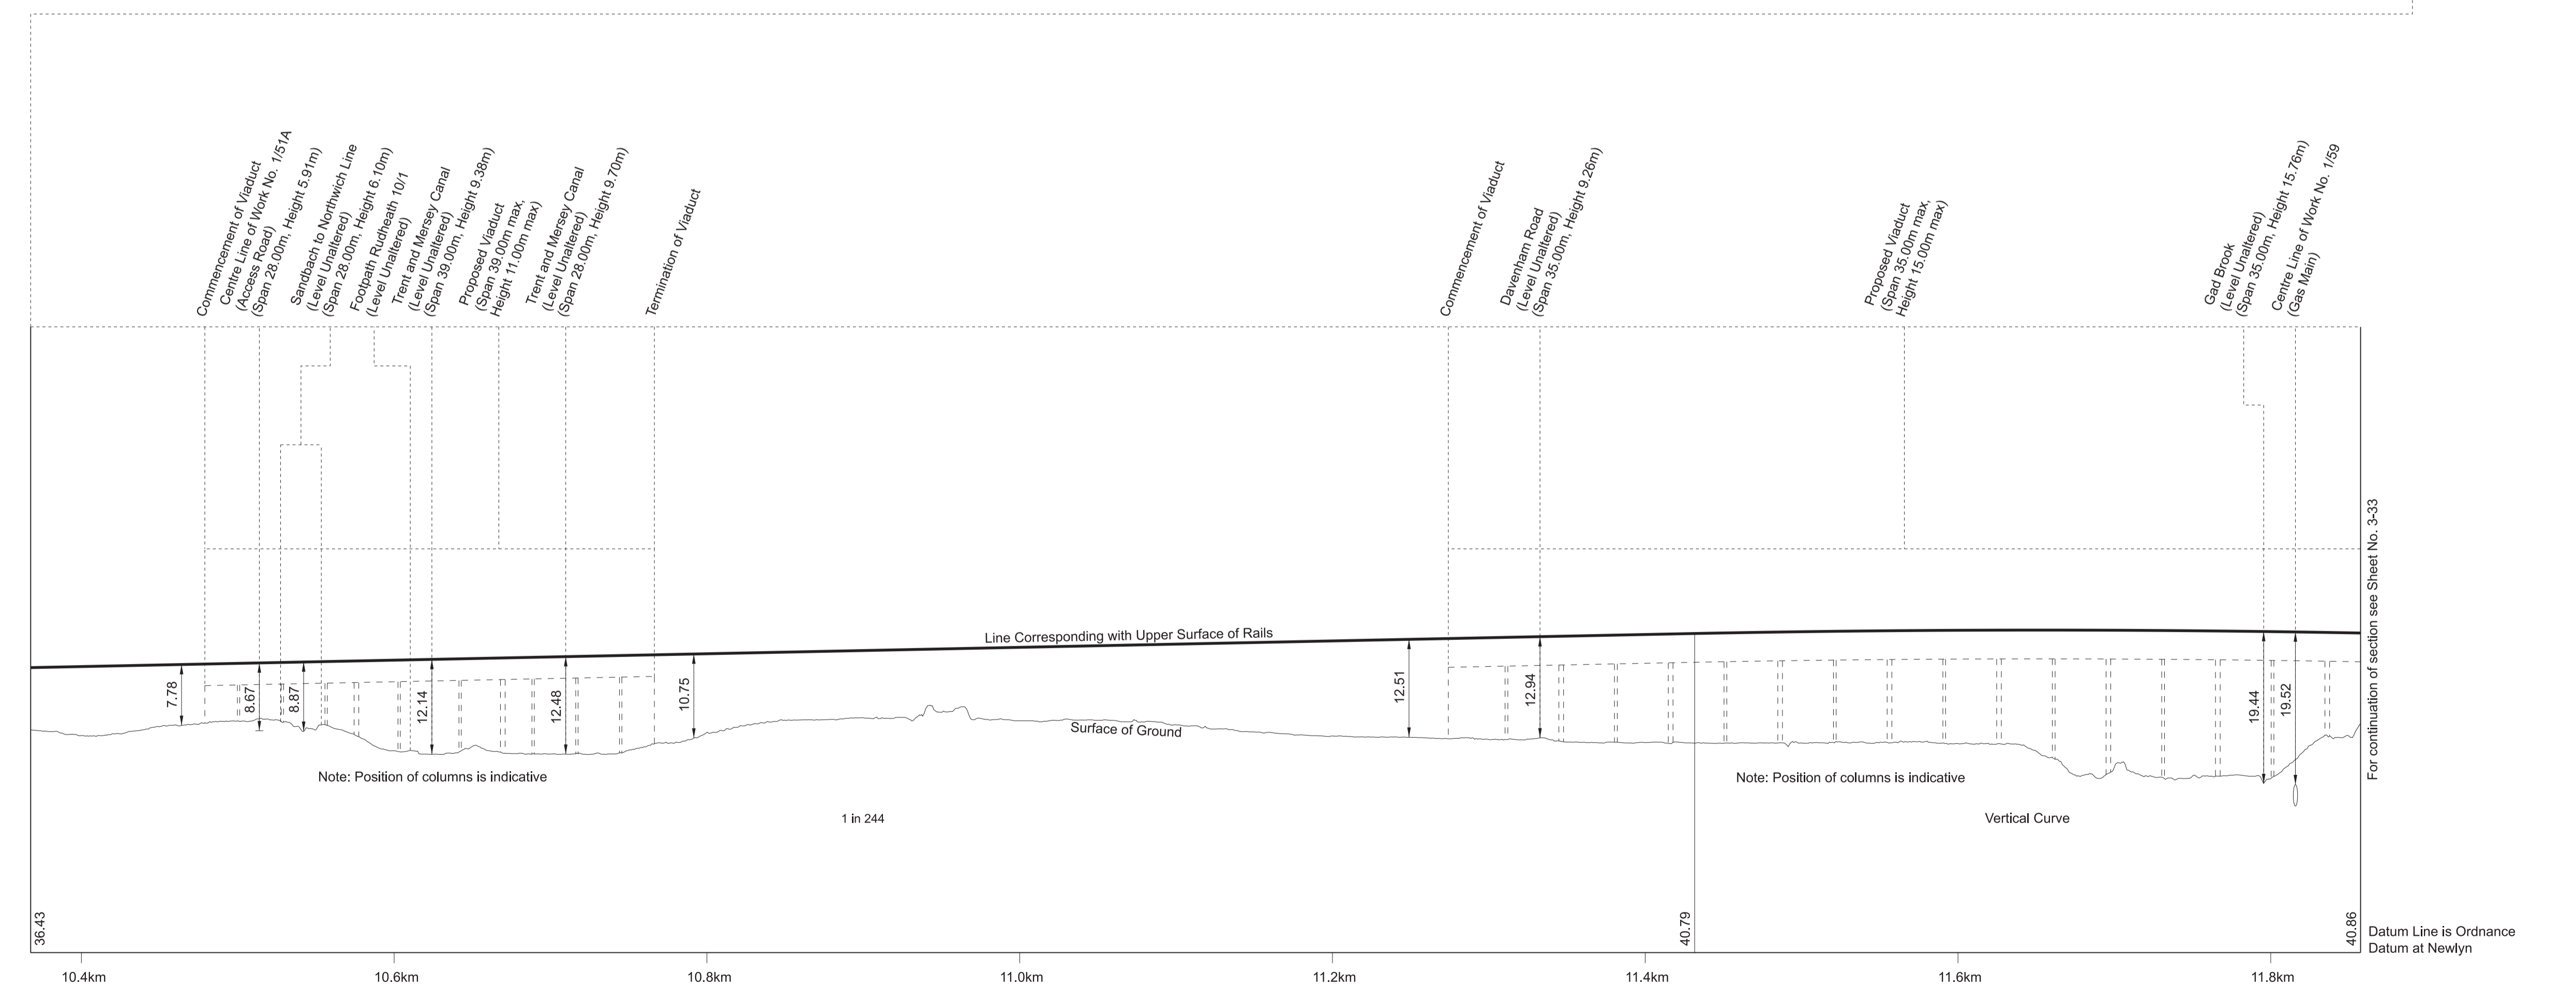 Commencement of Viaduct
Centre Line of Work No. 1/51A
(Access Road)
(Span 28.00m, Height 5.91m)
Sandbach to Northwich Line
(Level Unaltered)
(Span 28.00m, Height 6.10m)
Footpath Rudheath 10/1
(Level Unaltered)
Trent and Mersey Canal
(Level Unaltered)
(Span 39.00m, Height 9.38m)
Proposed Viaduct
(Span 39.00m max,
Height 11.00m max)
Trent and Mersey Canal
(Level Unaltered)
(Span 28.00m, Height 9.70m)
Termination of Viaduct
Commencement of Viaduct
Davenham Road
(Level Unaltered)
(Span 35.00m, Height 9.26m)
Proposed Viaduct
(Span 35.00m max,
Height 15.00m max)
Gad Brook
(Level Unaltered)
(Span 35.00m, Height 15.76m)
Centre Line of Work No. 1/59
(Gas Main)
For continuation of section see Sheet No. 3-33
Line Corresponding with Upper Surface of Rails
7.78
8.67
8.87
12.14
12.48
10.75
12.51
12.94
19.44
19.52
Surface of Ground
Note: Position of columns is indicative
Note: Position of columns is indicative
1 in 244
Vertical Curve
36.43
40.79
40.86
Datum Line is Ordnance
Datum at Newlyn
10.4km
10.6km
10.8km
11.0km
11.2km
11.4km
11.6km
11.8km